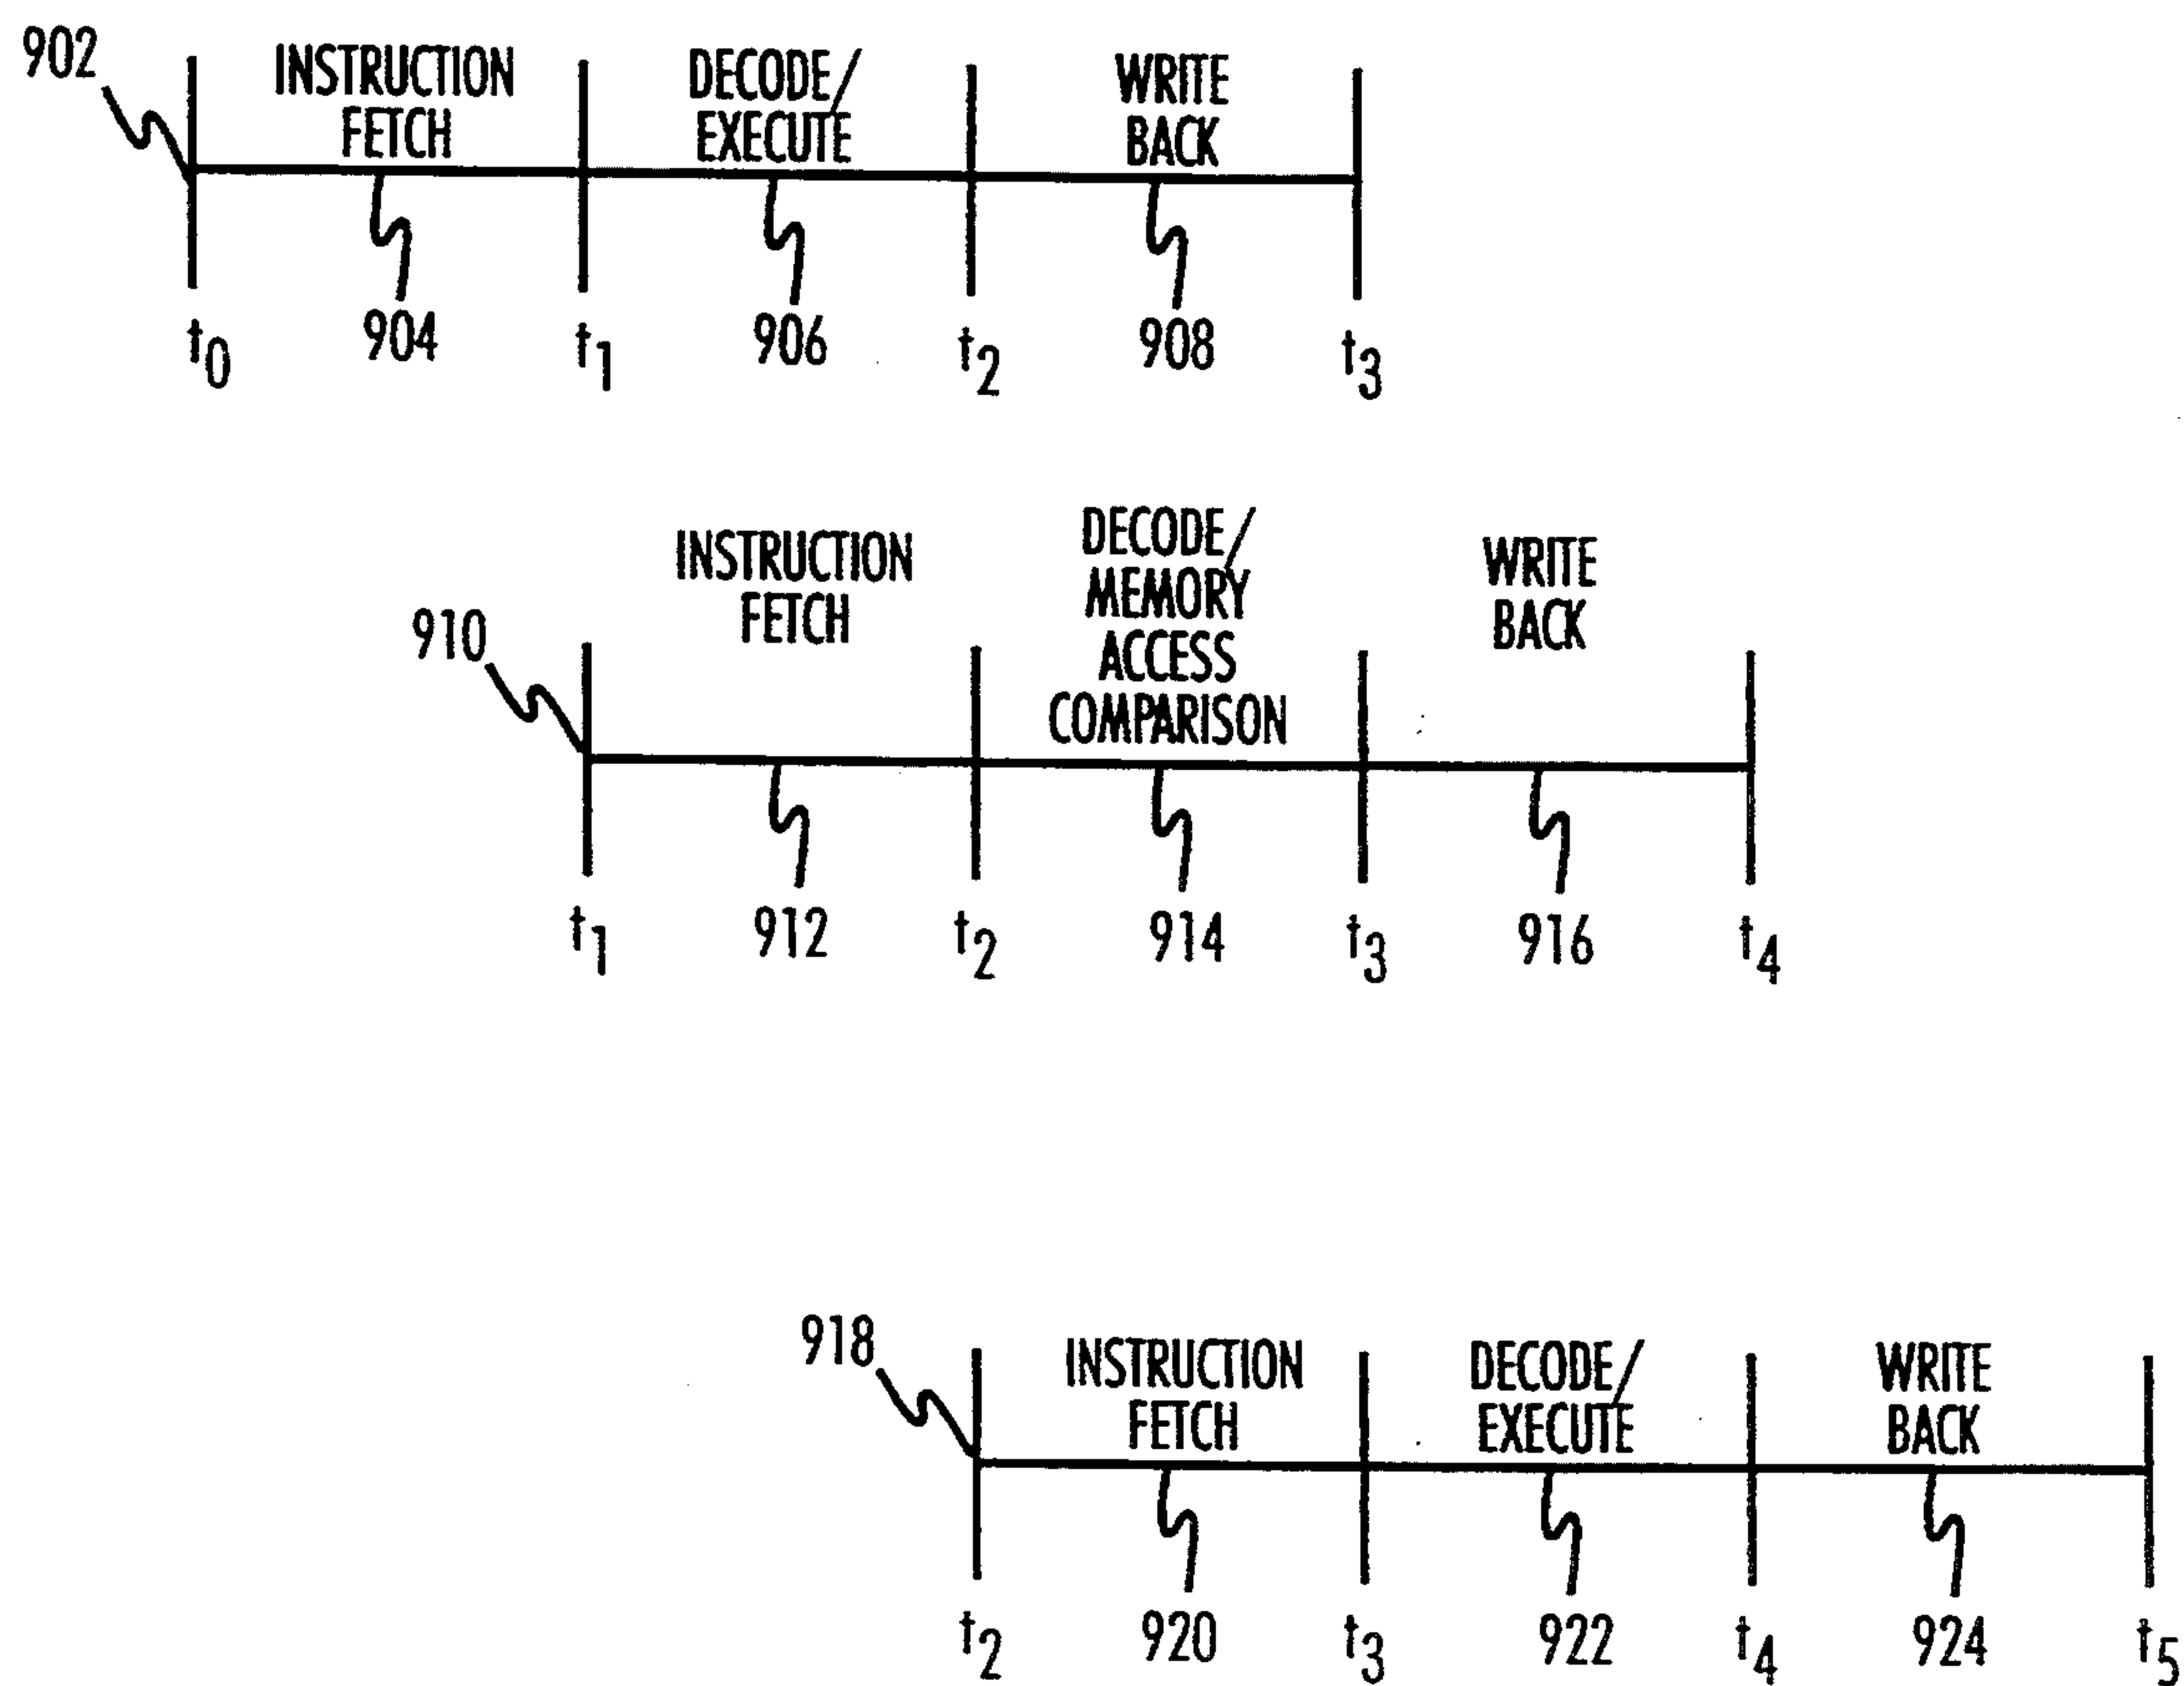 902
INSTRUCTION
FETCH
DECODE/
EXECUTE
WRITE
BACK
t0
904
t1
906
t2
908
t3
910
INSTRUCTION
FETCH
DECODE/
MEMORY
ACCESS
COMPARISON
WRITE
BACK
t1
912
t2
914
t3
916
t4
918
INSTRUCTION
FETCH
DECODE/
EXECUTE
WRITE
BACK
t2
920
t3
922
t4
924
t5